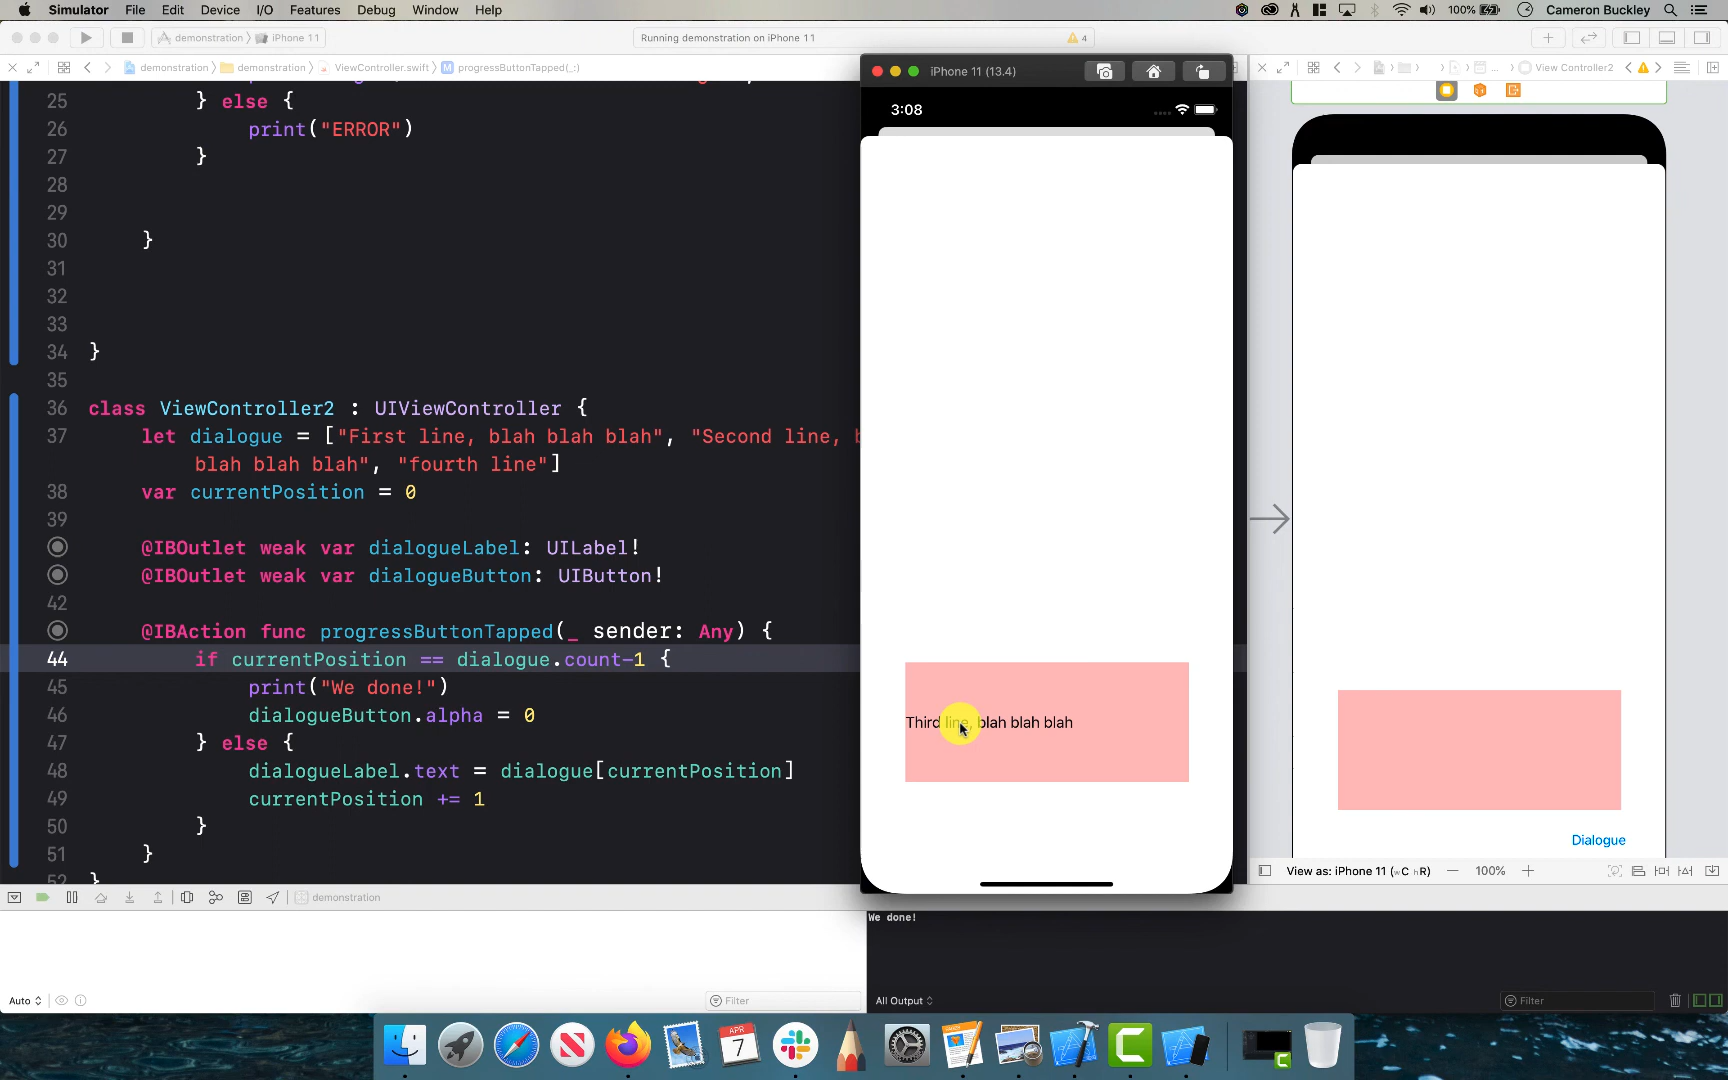 Simulator File Edit Device I/O Features Debug Window Help
100% Cameron Buckley
demonstration iPhone 11
Running demonstration on iPhone 11
4
demonstration demonstration ViewController.swift M progressButtonTapped(_:)
iPhone 11 (13.4)
View Controller2
3:08
25 } else {
26 print("ERROR")
27 }
28
29
30 }
31
32
33
34 }
35
36 class ViewController2 : UIViewController {
37 let dialogue = ["First line, blah blah blah", "Second line, b
blah blah blah", "fourth line"]
38 var currentPosition = 0
39
@IBOutlet weak var dialogueLabel: UILabel!
@IBOutlet weak var dialogueButton: UIButton!
42
@IBAction func progressButtonTapped(_ sender: Any) {
44 if currentPosition == dialogue.count-1 {
45 print("We done!")
46 dialogueButton.alpha = 0
47 } else {
48 dialogueLabel.text = dialogue[currentPosition]
49 currentPosition += 1
50 }
51 }
52 }
Third line, blah blah blah
Dialogue
View as: iPhone 11 (wC hR)
100%
demonstration
We done!
Auto
Filter
All Output
Filter
APR
7